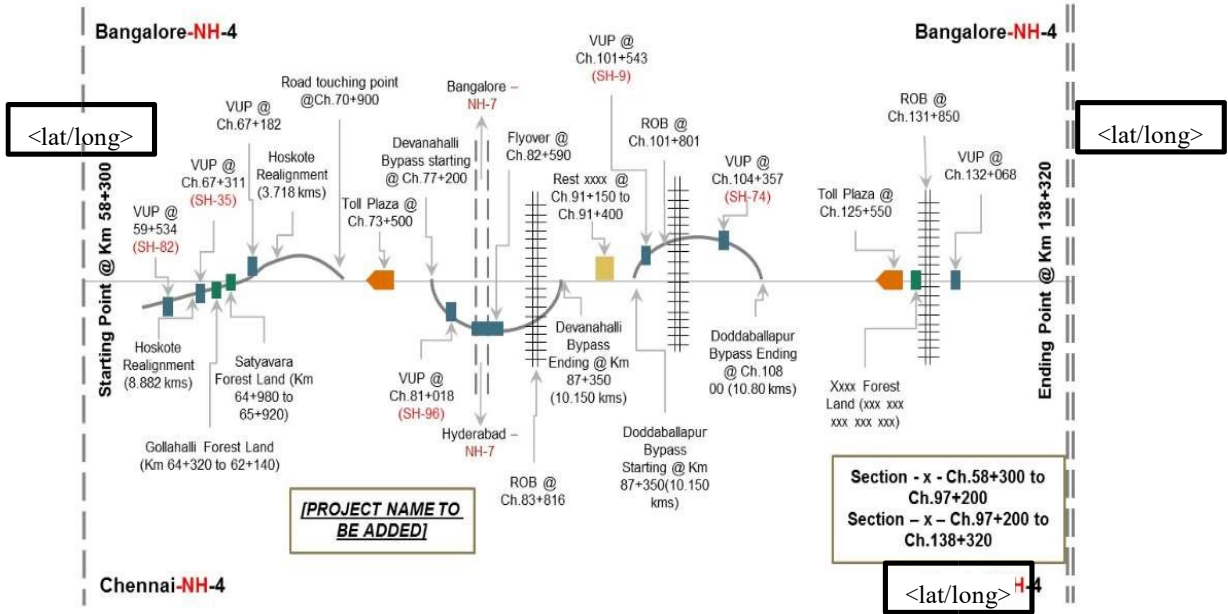 Bangalore-NH-4
Bangalore-NH-4
<lat/long>
<lat/long>
Starting Point @ Km 58+300
Ending Point @ Km 138+320
VUP @
59+534
(SH-82)
VUP @
Ch.67+311
(SH-35)
VUP @
Ch.67+182
Hoskote
Realignment
(3.718 kms)
Road touching point
@Ch.70+900
Toll Plaza @
Ch.73+500
Devanahalli
Bypass starting
@ Ch.77+200
Bangalore –
NH-7
Flyover @
Ch.82+590
VUP @
Ch.101+543
(SH-9)
Rest xxxx @
Ch.91+150 to
Ch.91+400
ROB @
Ch.101+801
VUP @
Ch.104+357
(SH-74)
Toll Plaza @
Ch.125+550
ROB @
Ch.131+850
VUP @
Ch.132+068
Hoskote
Realignment
(8.882 kms)
Satyavara
Forest Land (Km
64+980 to
65+920)
Gollahalli Forest Land
(Km 64+320 to 62+140)
VUP @
Ch.81+018
(SH-96)
Hyderabad –
NH-7
ROB @
Ch.83+816
Devanahalli
Bypass
Ending @ Km
87+350
(10.150 kms)
Doddaballapur
Bypass
Starting @ Km
87+350(10.150
kms)
Doddaballapur
Bypass Ending
@ Ch.108
00 (10.80 kms)
Xxxx Forest
Land (xxx xxx
xxx xxx xxx)
[PROJECT NAME TO
BE ADDED]
Section - x - Ch.58+300 to
Ch.97+200
Section – x – Ch.97+200 to
Ch.138+320
Chennai-NH-4
<lat/long>
H-4